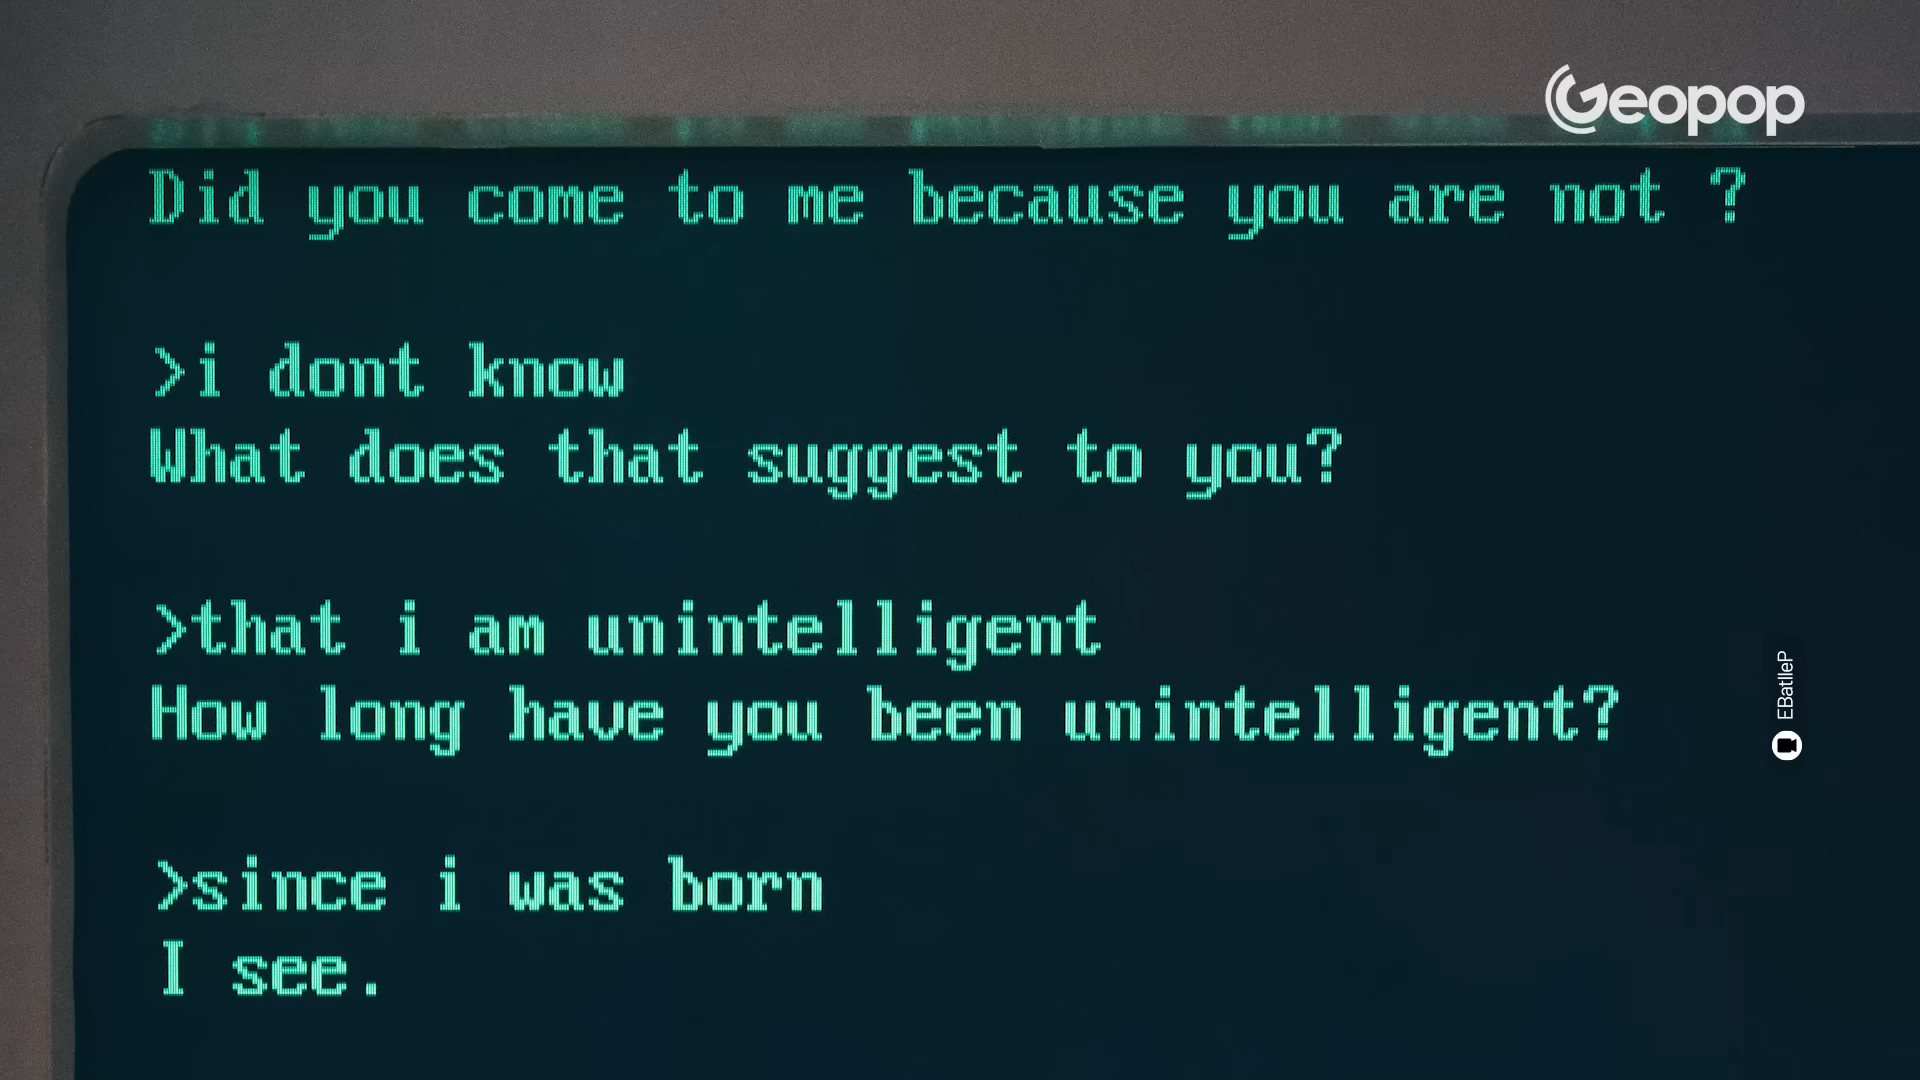 Geopop
Did you come to me because you are not ?
>i dont know
What does that suggest to you?
>that i am unintelligent
How long have you been unintelligent?
>since i was born
I see.
EBatlleP